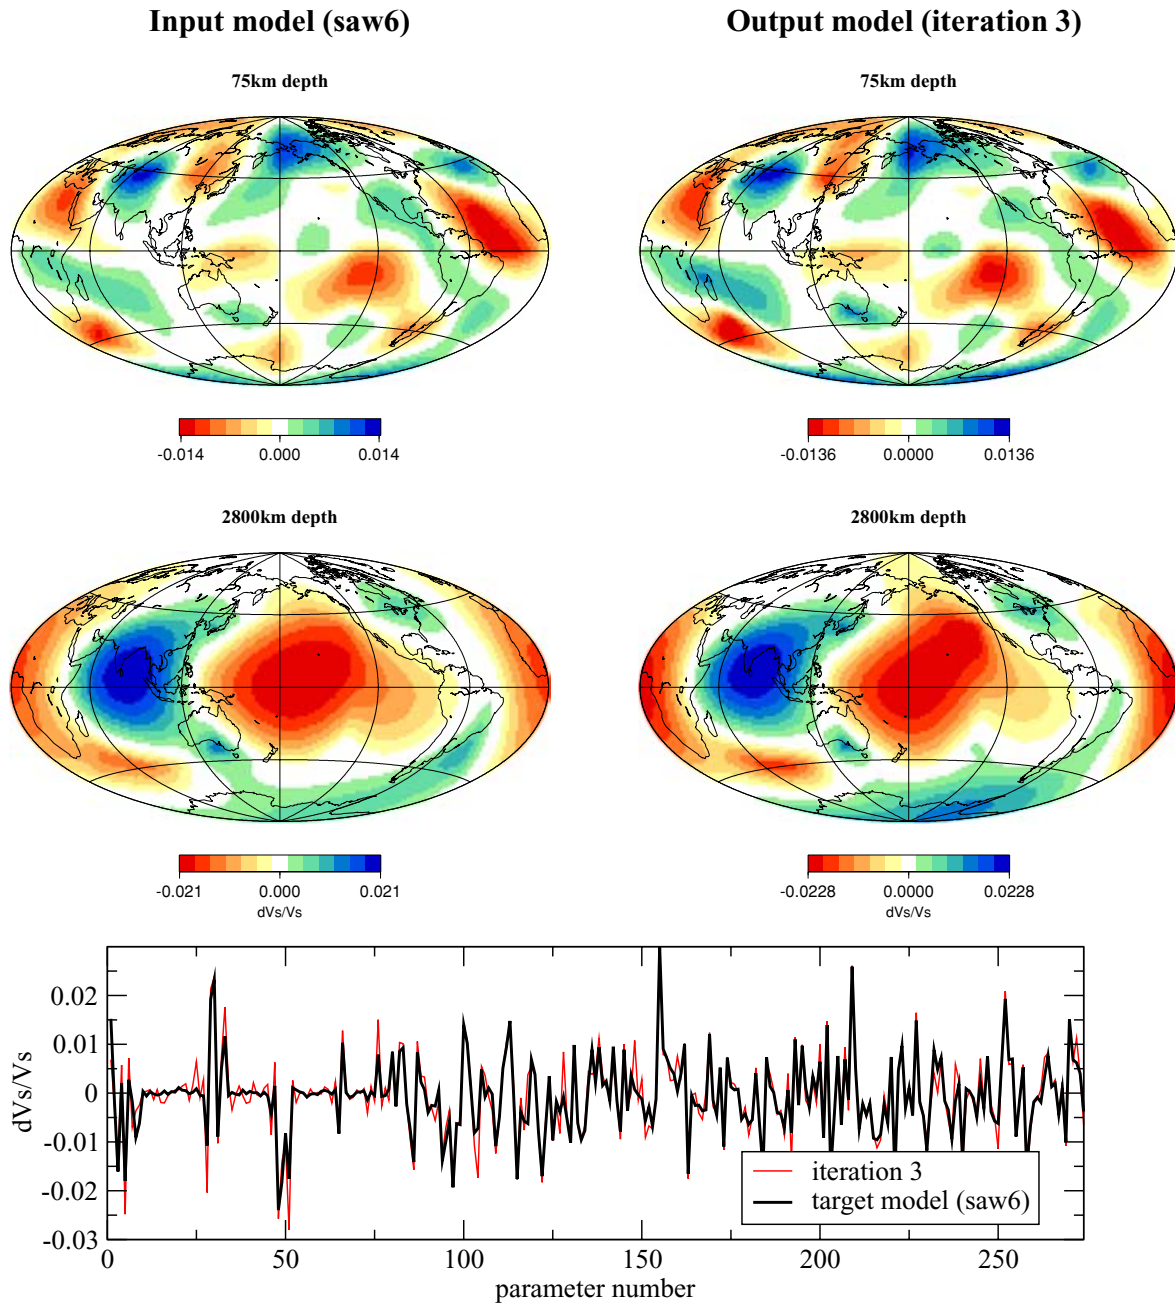 Input model (saw6)
Output model (iteration 3)
75km depth
75km depth
-0.014 0.000 0.014
-0.0136 0.0000 0.0136
2800km depth
2800km depth
-0.021 0.000 0.021
dVs/Vs
-0.0228 0.0000 0.0228
dVs/Vs
dVs/Vs
0.02
0.01
0
-0.01
-0.02
-0.03
iteration 3
target model (saw6)
0 50 100 150 200 250
parameter number